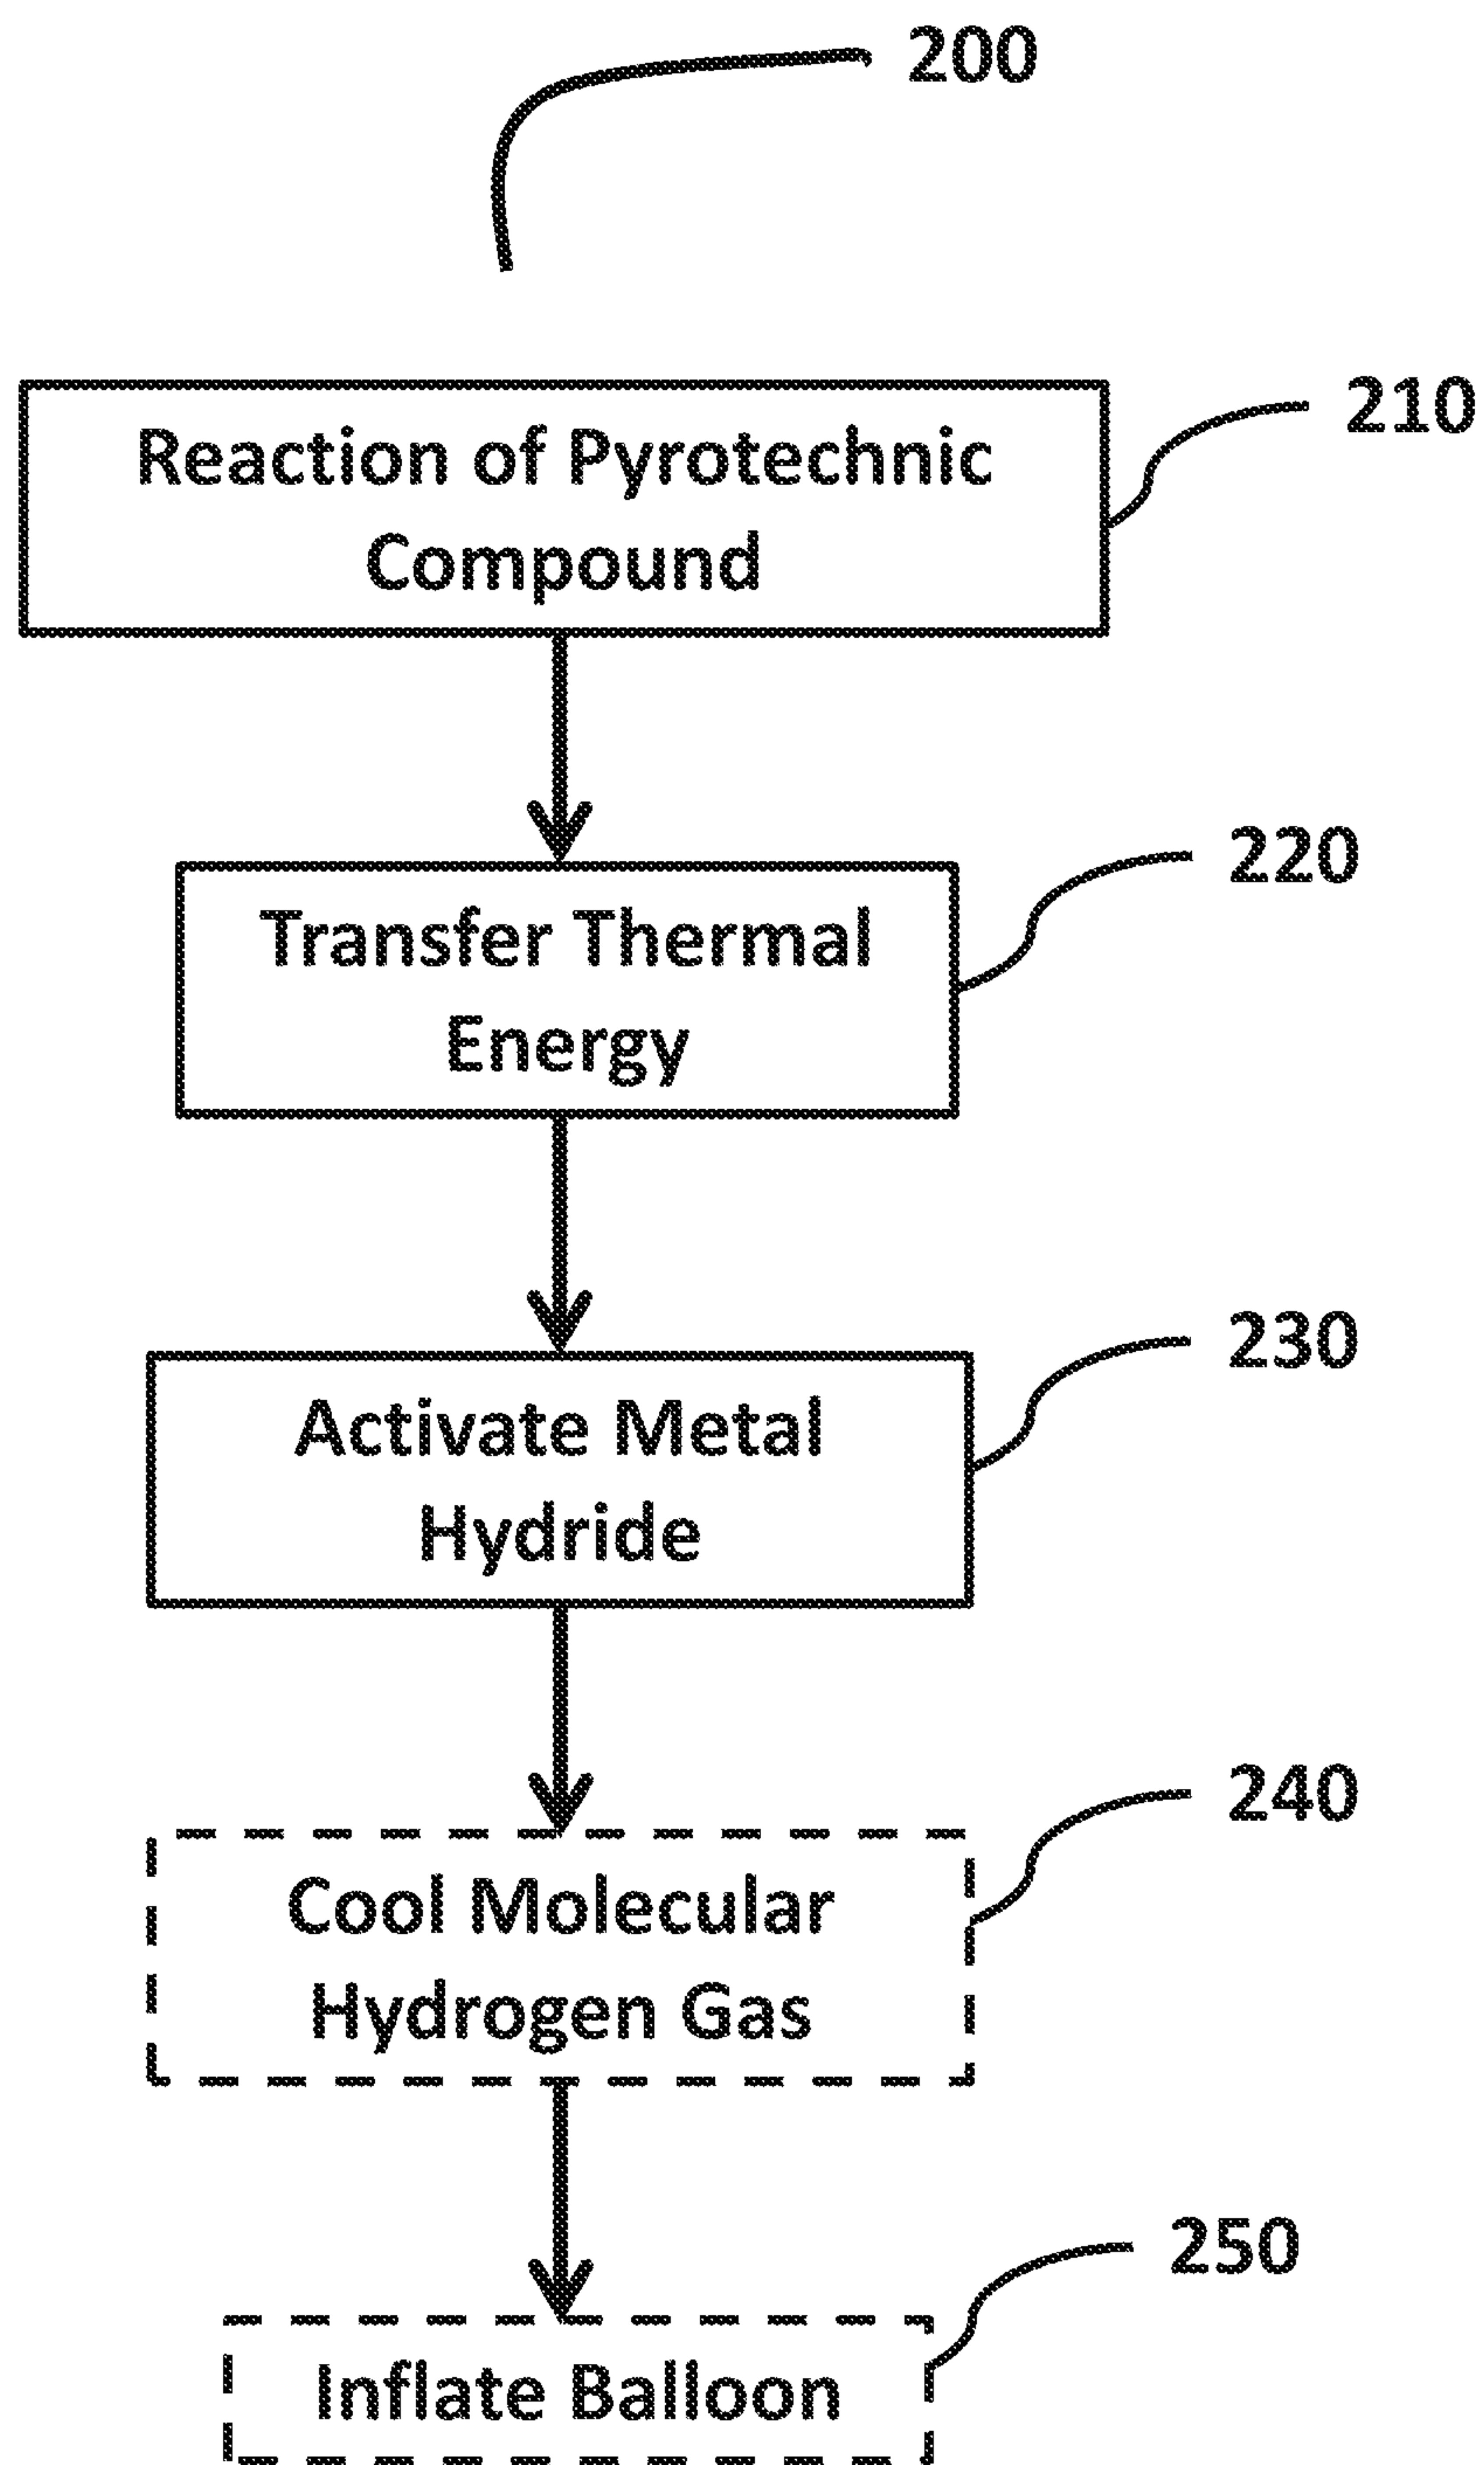 200
Reaction of Pyrotechnic
Compound
210
Transfer Thermal
Energy
220
Activate Metal
Hydride
230
Cool Molecular
Hydrogen Gas
240
Inflate Balloon
250